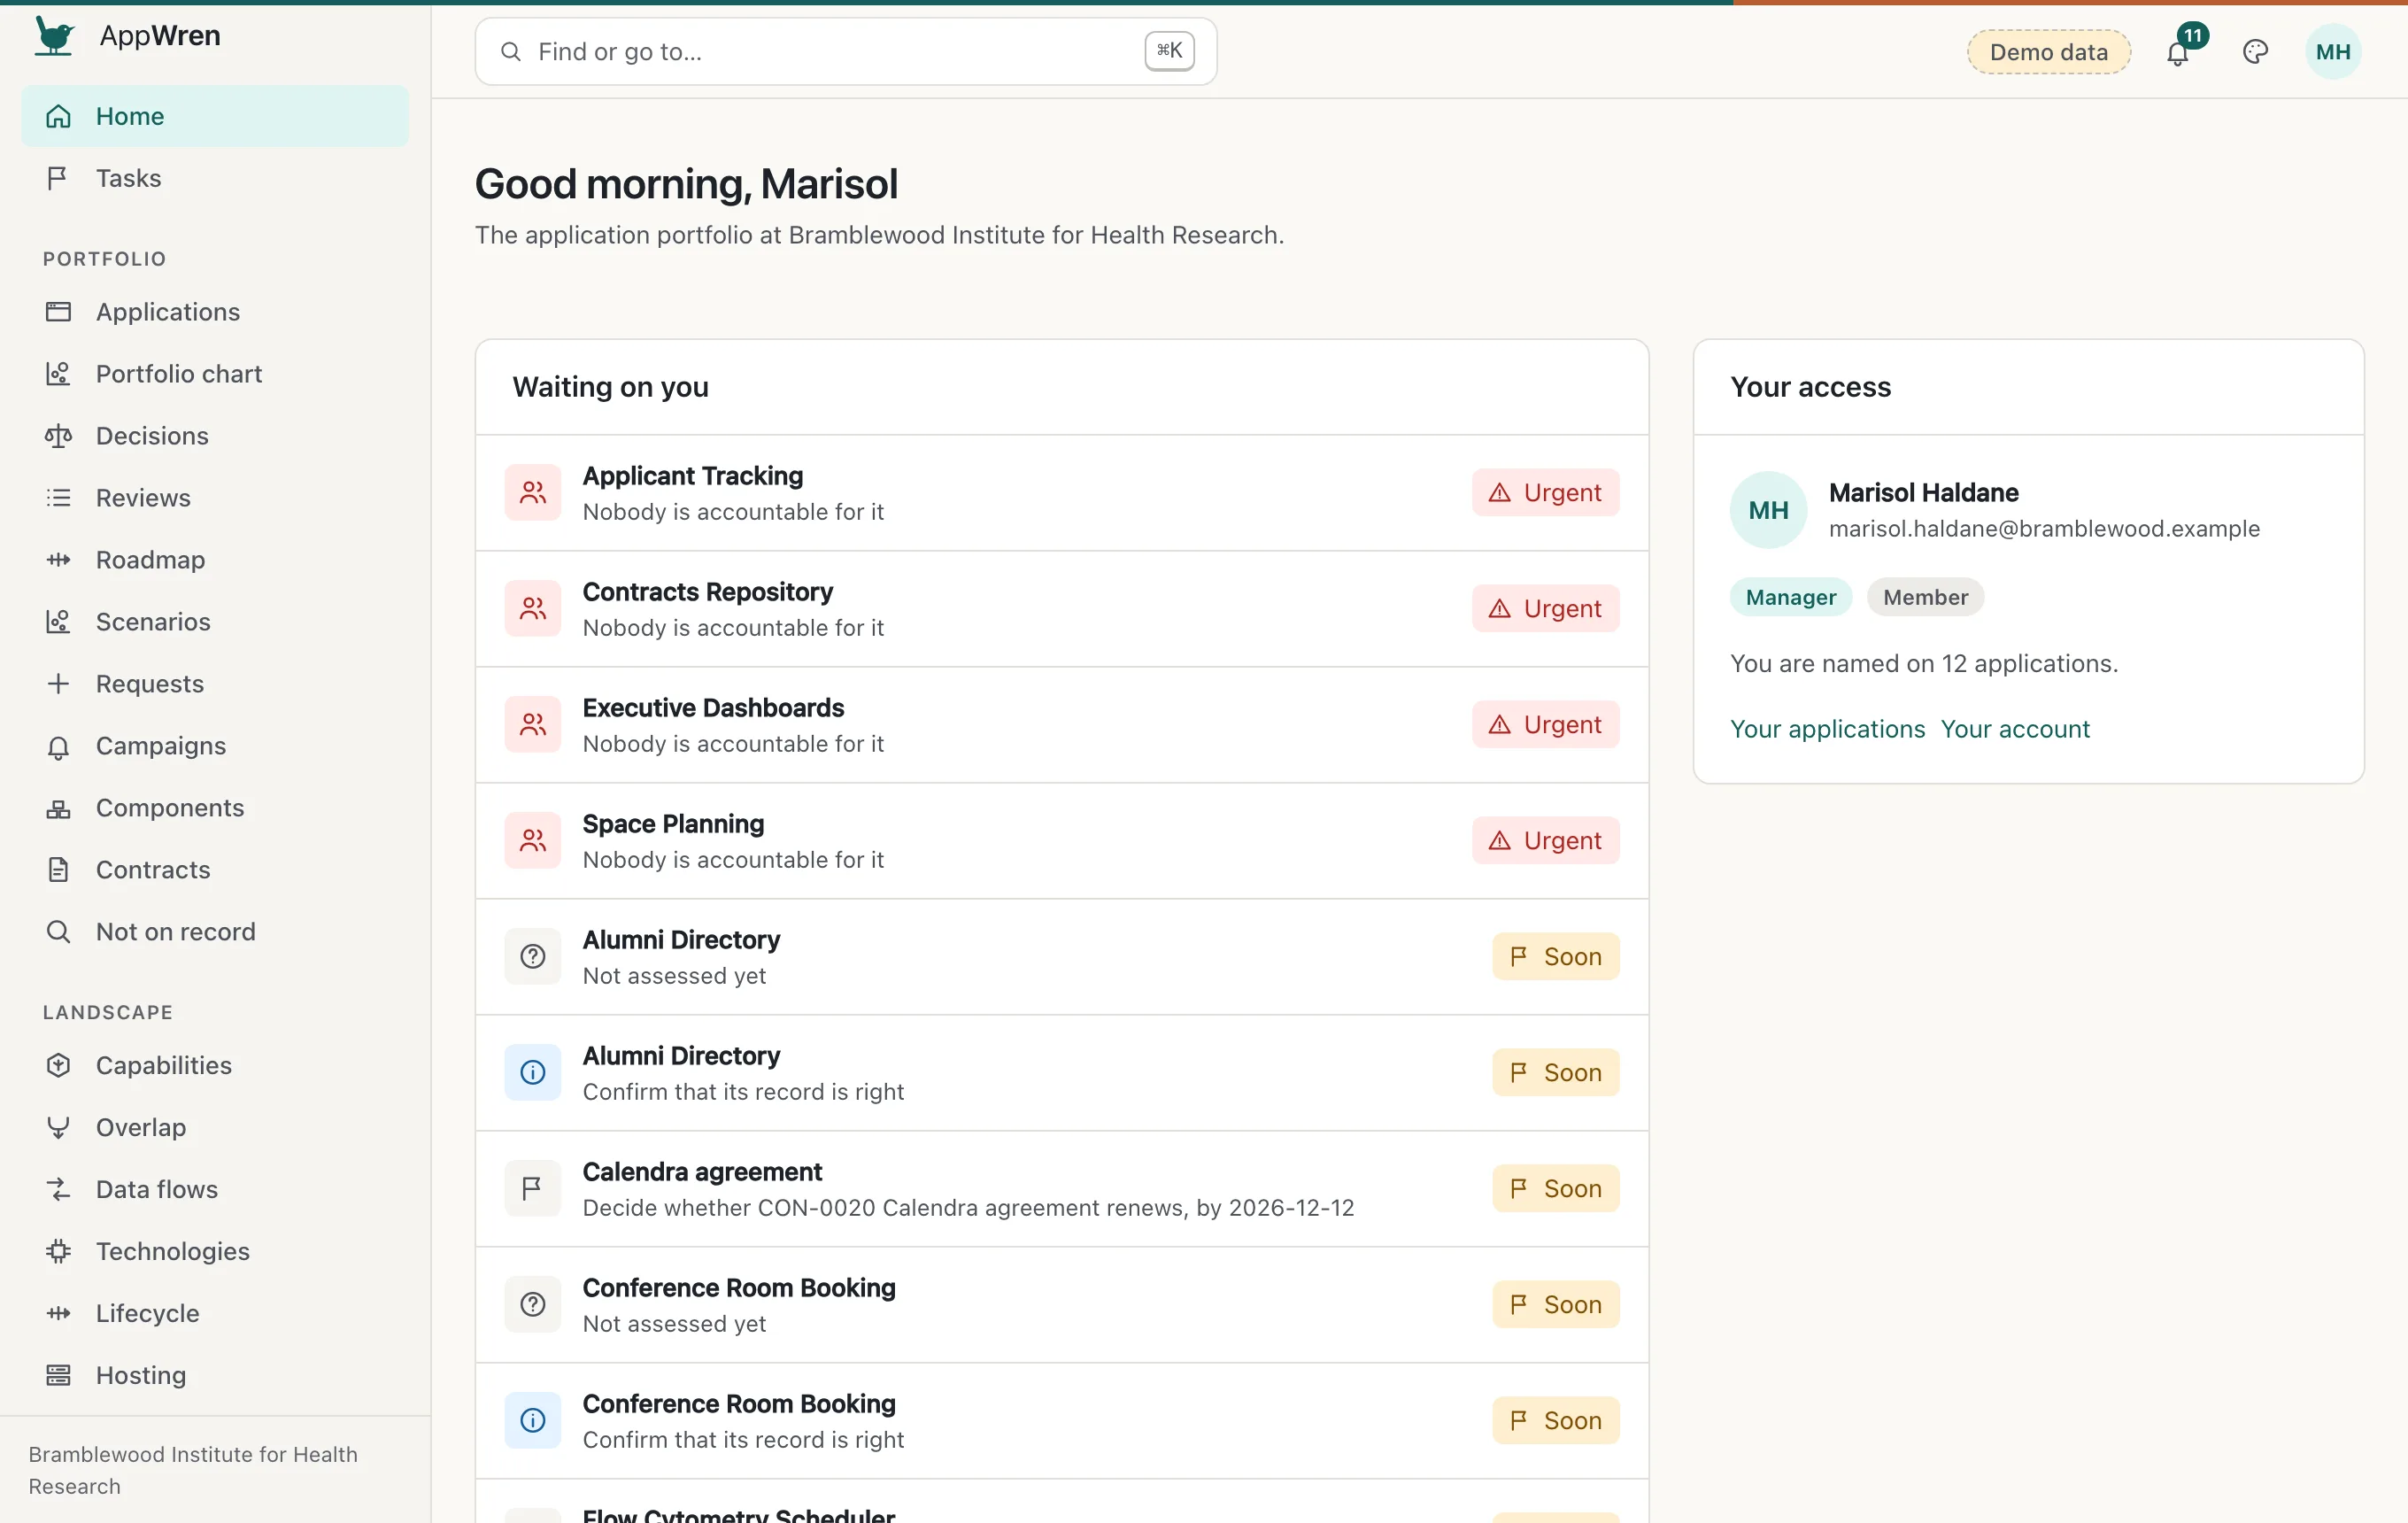 AppWren
Find or go to...
⌘K
Demo data
11
MH
Home
Tasks
PORTFOLIO
Applications
Portfolio chart
Decisions
Reviews
Roadmap
Scenarios
Requests
Campaigns
Components
Contracts
Not on record
LANDSCAPE
Capabilities
Overlap
Data flows
Technologies
Lifecycle
Hosting
Bramblewood Institute for Health
Research
Good morning, Marisol
The application portfolio at Bramblewood Institute for Health Research.
Waiting on you
Applicant Tracking
Nobody is accountable for it
Urgent
Contracts Repository
Nobody is accountable for it
Urgent
Executive Dashboards
Nobody is accountable for it
Urgent
Space Planning
Nobody is accountable for it
Urgent
Alumni Directory
Not assessed yet
Soon
Alumni Directory
Confirm that its record is right
Soon
Calendra agreement
Decide whether CON-0020 Calendra agreement renews, by 2026-12-12
Soon
Conference Room Booking
Not assessed yet
Soon
Conference Room Booking
Confirm that its record is right
Soon
Flow Cytometry Scheduler
Your access
MH
Marisol Haldane
marisol.haldane@bramblewood.example
Manager
Member
You are named on 12 applications.
Your applications
Your account